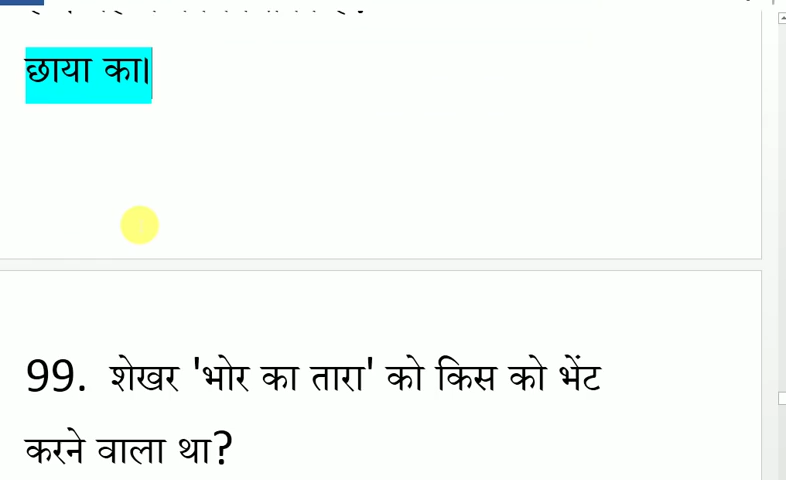 छाया का।
99. शेखर 'भोर का तारा' को किस को भेंट
करने वाला था?